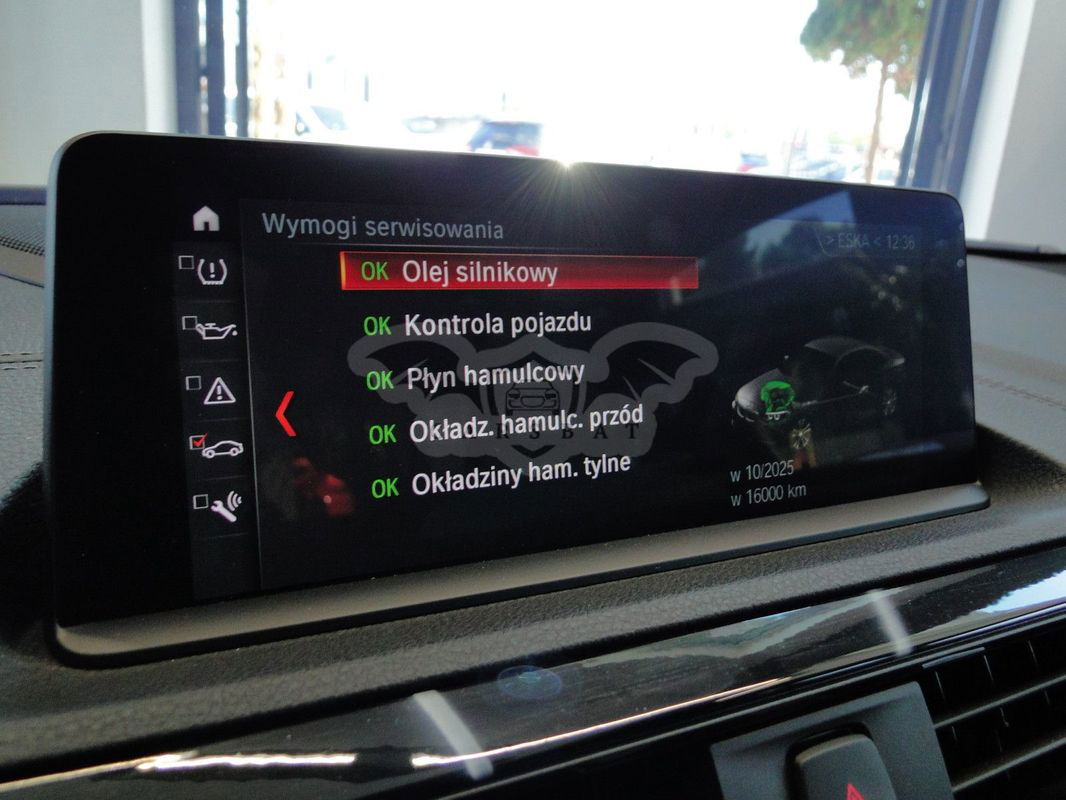 Wymogi serwisowania
> ESKA < 12:36
OK Olej silnikowy
OK Kontrola pojazdu
OK Płyn hamulcowy
OK Okładz. hamulc. przód
OK Okładziny ham. tylne
w 10/2025
w 16000 km